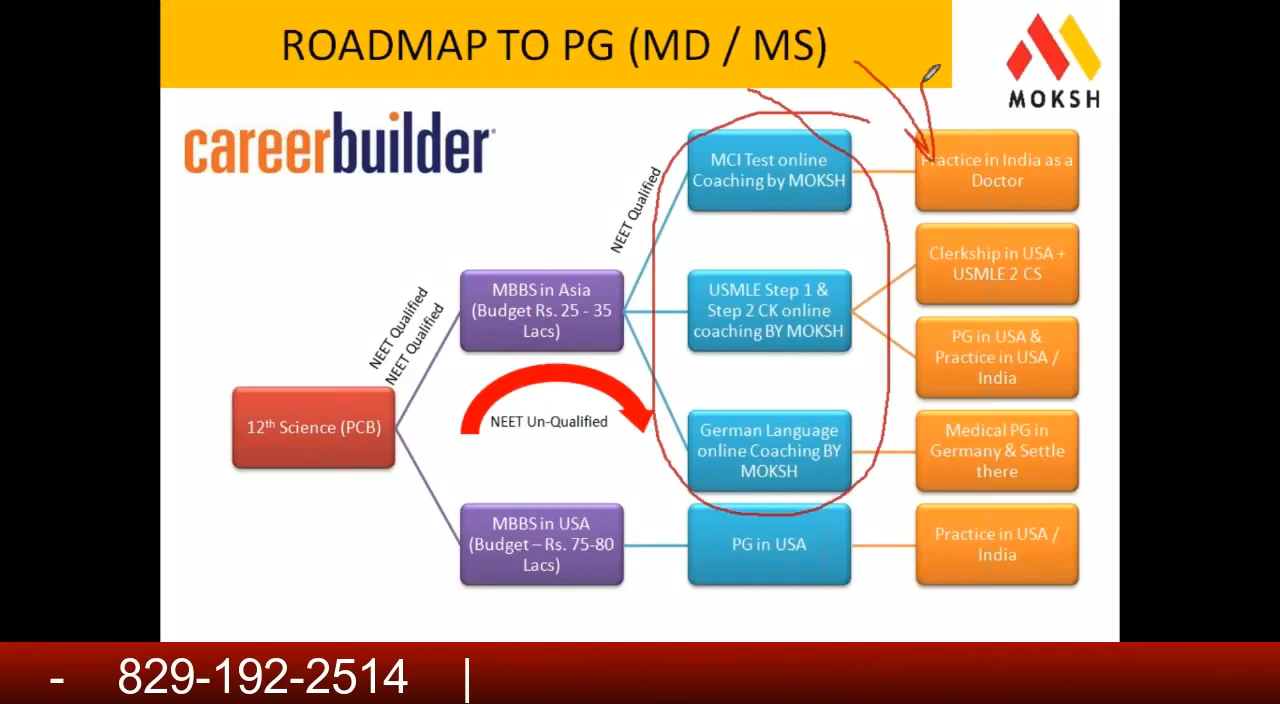 ROADMAP TO PG (MD / MS)
MOKSH
careerbuilder
NEET Qualified
MCI Test online
Coaching by MOKSH
Practice in India as a
Doctor
Clerkship in USA +
USMLE 2 CS
NEET Qualified
NEET Qualified
MBBS in Asia
(Budget Rs. 25 - 35
Lacs)
USMLE Step 1 &
Step 2 CK online
coaching BY MOKSH
PG in USA &
Practice in USA /
India
12th Science (PCB)
NEET Un-Qualified
German Language
online Coaching BY
MOKSH
Medical PG in
Germany & Settle
there
MBBS in USA
(Budget – Rs. 75-80
Lacs)
PG in USA
Practice in USA /
India
- 829-192-2514 |